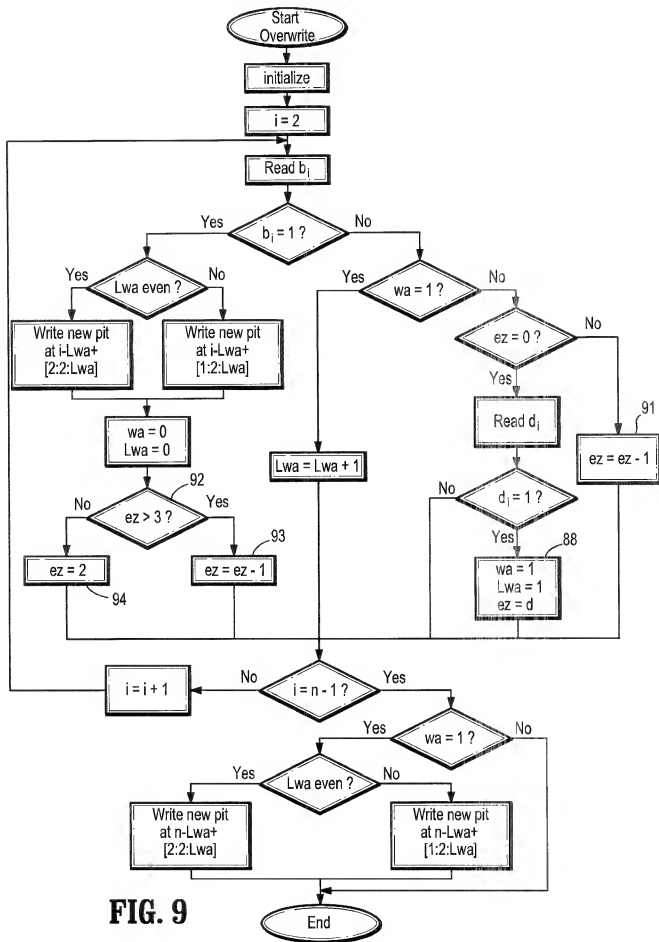 Start
Overwrite
initialize
i = 2
Read bi
bi = 1 ?
Yes
No
Lwa even ?
Yes
No
wa = 1 ?
Yes
No
Write new pit
at i-Lwa+
[2:2:Lwa]
Write new pit
at i-Lwa+
[1:2:Lwa]
ez = 0 ?
No
Yes
wa = 0
Lwa = 0
Lwa = Lwa + 1
Read di
91
ez = ez - 1
92
ez > 3 ?
No
Yes
di = 1 ?
No
Yes
ez = 2
94
93
ez = ez - 1
88
wa = 1
Lwa = 1
ez = d
i = i + 1
No
i = n - 1 ?
Yes
wa = 1 ?
Yes
No
Lwa even ?
Yes
No
Write new pit
at n-Lwa+
[2:2:Lwa]
Write new pit
at n-Lwa+
[1:2:Lwa]
FIG. 9
End